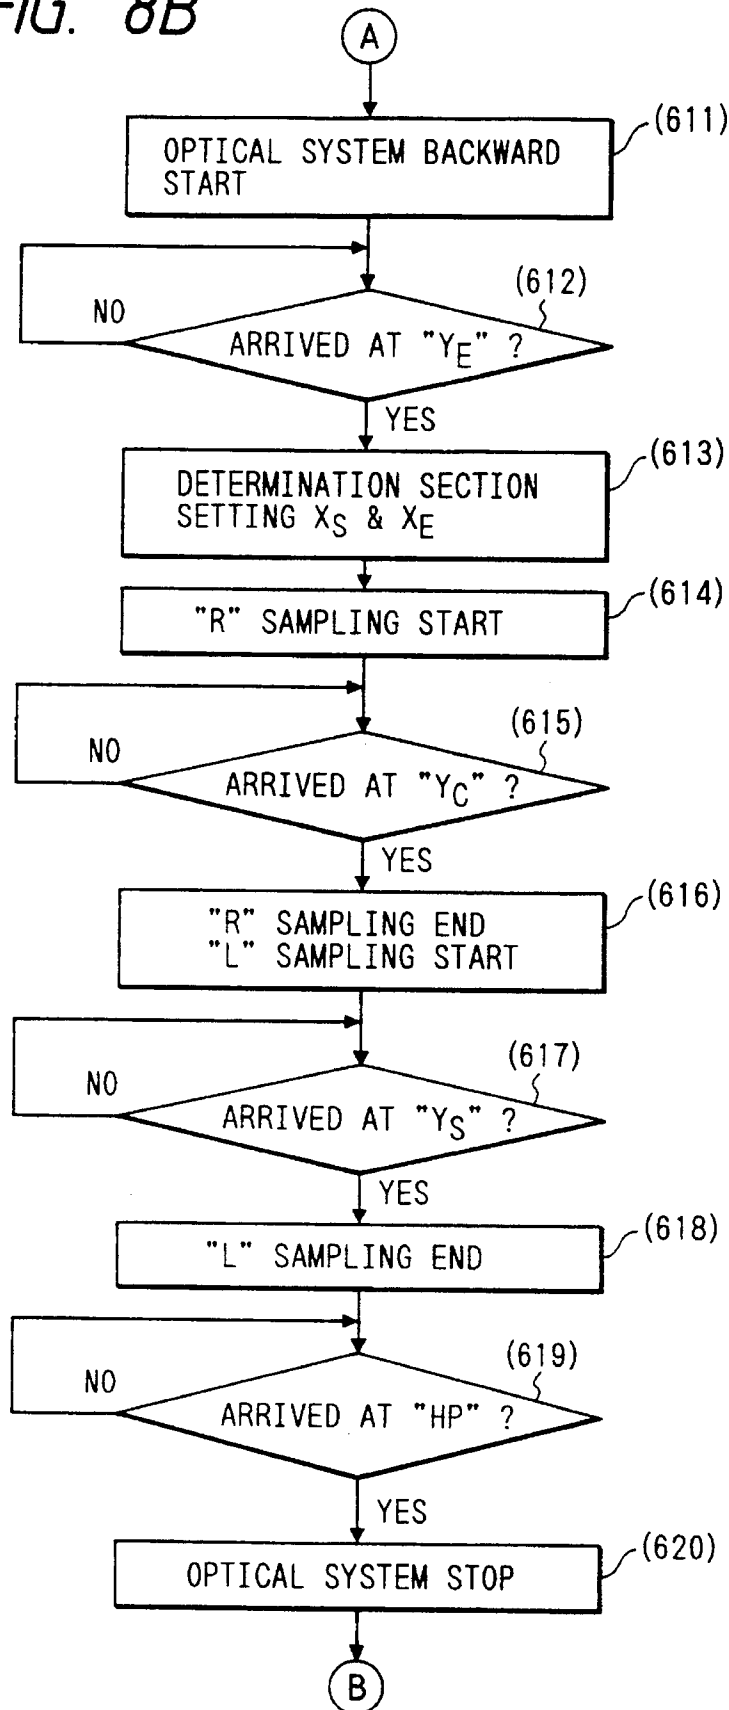 FIG. 8B
A
(611)
OPTICAL SYSTEM BACKWARD
START
(612)
NO
ARRIVED AT "YE" ?
YES
(613)
DETERMINATION SECTION
SETTING XS & XE
(614)
"R" SAMPLING START
(615)
NO
ARRIVED AT "YC" ?
YES
(616)
"R" SAMPLING END
"L" SAMPLING START
(617)
NO
ARRIVED AT "YS" ?
YES
(618)
"L" SAMPLING END
(619)
NO
ARRIVED AT "HP" ?
YES
(620)
OPTICAL SYSTEM STOP
B